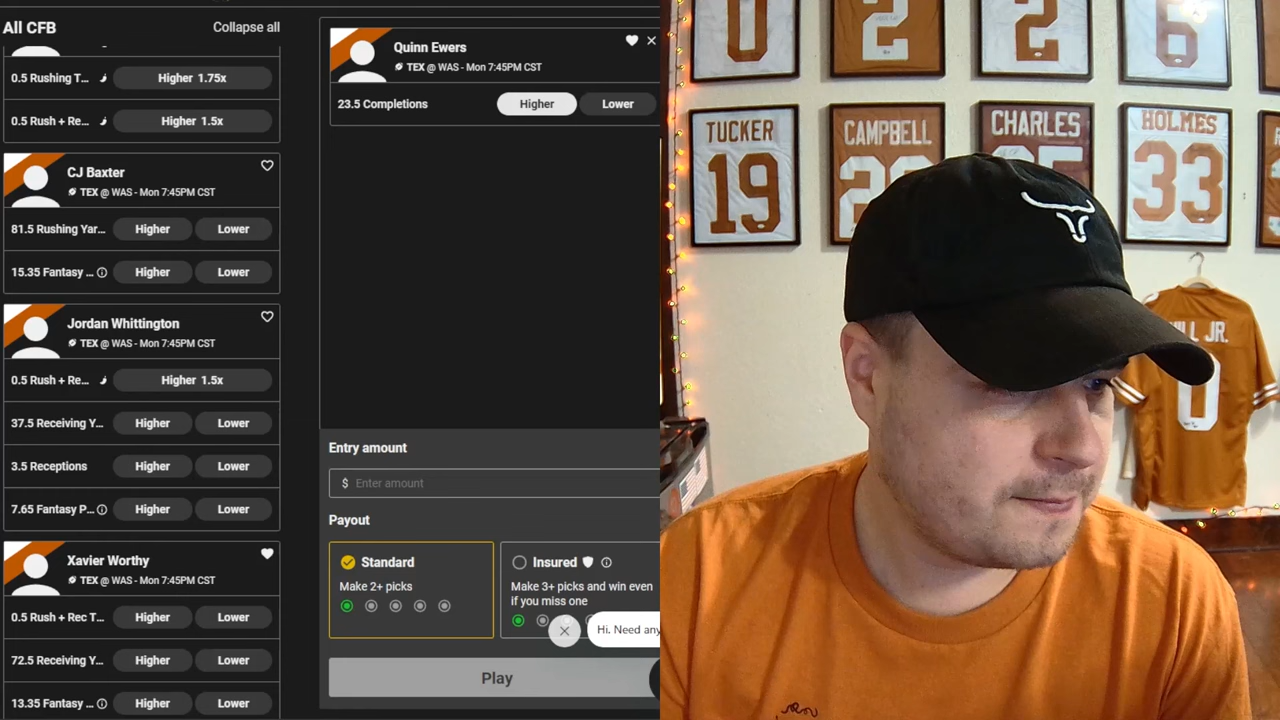 All CFB
Collapse all
0.5 Rushing T... Higher 1.75x
0.5 Rush + Re... Higher 1.5x
CJ Baxter
TEX @ WAS - Mon 7:45PM CST
81.5 Rushing Yar... Higher Lower
15.35 Fantasy ... Higher Lower
Jordan Whittington
TEX @ WAS - Mon 7:45PM CST
0.5 Rush + Re... Higher 1.5x
37.5 Receiving Y... Higher Lower
3.5 Receptions Higher Lower
7.65 Fantasy P... Higher Lower
Xavier Worthy
TEX @ WAS - Mon 7:45PM CST
0.5 Rush + Rec T... Higher Lower
72.5 Receiving Y... Higher Lower
13.35 Fantasy ... Higher Lower
Quinn Ewers
TEX @ WAS - Mon 7:45PM CST
23.5 Completions Higher Lower
Entry amount
$ Enter amount
Payout
Standard
Make 2+ picks
Insured
Make 3+ picks and win even
if you miss one
Hi. Need any
Play
0 2 2 6
TUCKER
19
CAMPBELL
CHARLES
HOLMES
33
JR.
0